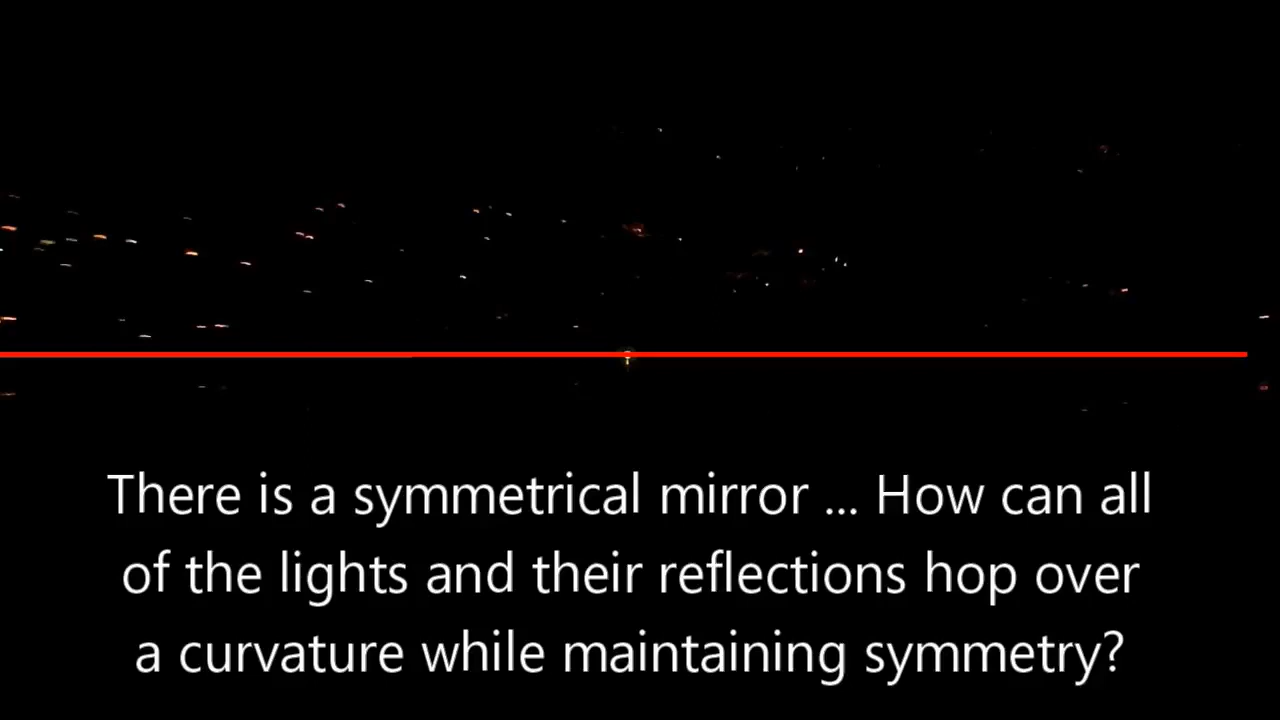 There is a symmetrical mirror ... How can all
of the lights and their reflections hop over
a curvature while maintaining symmetry?